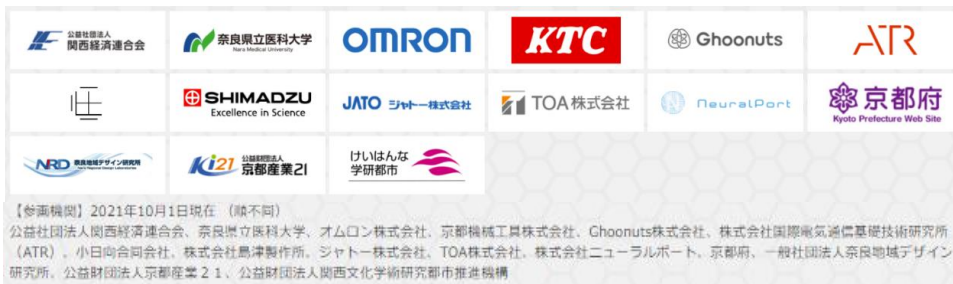 公益社団法人
関西経済連合会
奈良県立医科大学
Nara Medical University
OMRON
KTC
Ghoonuts
ATR
SHIMADZU
Excellence in Science
JATO ジャトー株式会社
TOA株式会社
NeuralPort
京都府
Kyoto Prefecture Web Site
NRD 奈良地域デザイン研究所
Nara Regional Design Laboratories
Ki21 公益財団法人
京都産業21
けいはんな
学研都市
【参画機関】2021年10月1日現在 （順不同）
公益社団法人関西経済連合会、奈良県立医科大学、オムロン株式会社、京都機械工具株式会社、Ghoonuts株式会社、株式会社国際電気通信基礎技術研究所
（ATR）、小日向合同会社、株式会社島津製作所、ジャトー株式会社、TOA株式会社、株式会社ニューラルポート、京都府、一般社団法人奈良地域デザイン
研究所、公益財団法人京都産業２１、公益財団法人関西文化学術研究都市推進機構